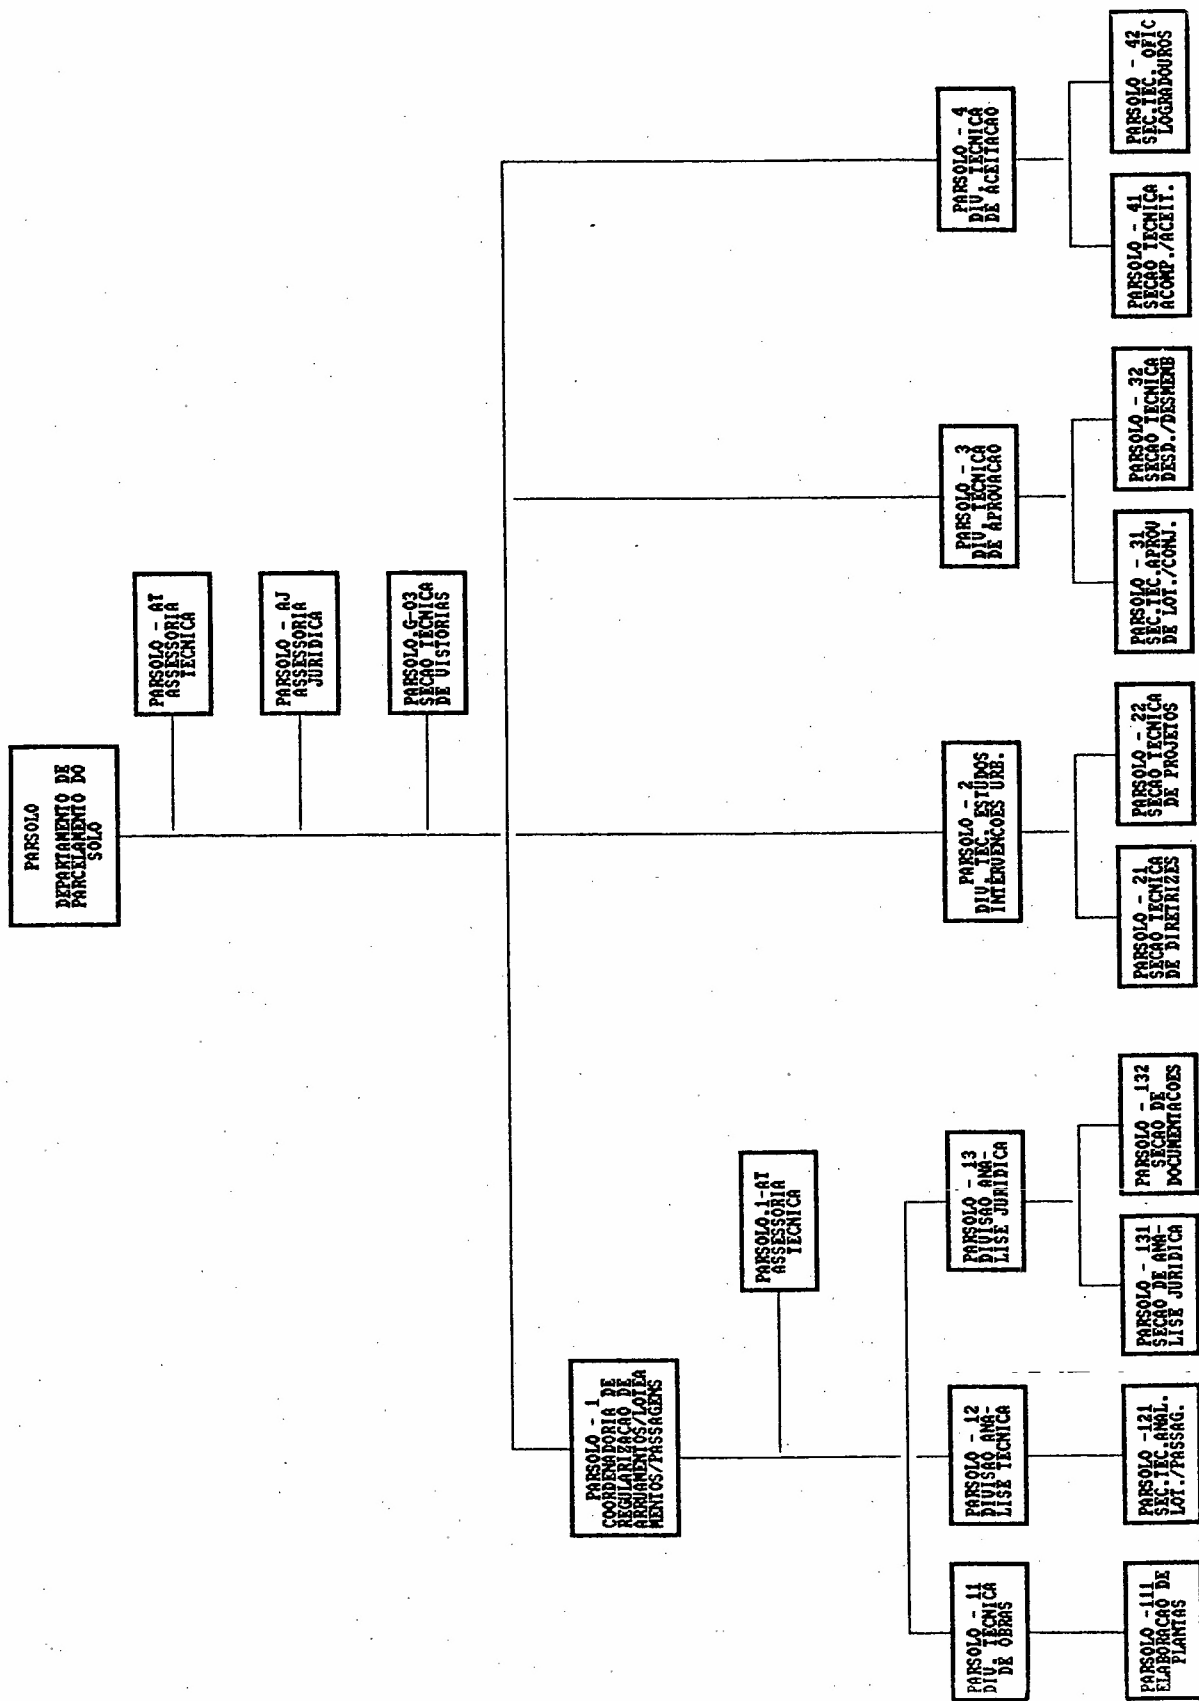 PARSOLO
DEPARTAMENTO DE
PARCELAMENTO DO
SOLO
PARSOLO - AT
ASSESSORIA
TECNICA
PARSOLO - AJ
ASSESSORIA
JURIDICA
PARSOLO.G-03
SECAO TECNICA
DE VISTORIAS
PARSOLO - 1
COORDENADORIA DE
REGULARIZACAO DE
ARRUAMENTOS/LOTEA
MENTOS/PASSAGENS
PARSOLO.1-AT
ASSESSORIA
TECNICA
PARSOLO - 11
DIV. TECNICA
DE OBRAS
PARSOLO - 12
DIVISAO ANA-
LISE TECNICA
PARSOLO - 13
DIVISAO ANA-
LISE JURIDICA
PARSOLO - 2
DIV. TEC. ESTUDOS
INTERVENCOES URB.
PARSOLO - 3
DIV. TECNICA
DE APROVACAO
PARSOLO - 4
DIV. TECNICA
DE ACEITACAO
PARSOLO -111
ELABORACAO DE
PLANTAS
PARSOLO -121
SEC.TEC.ANAL.
LOT./PASSAG.
PARSOLO - 131
SECAO DE ANA-
LISE JURIDICA
PARSOLO - 132
SECAO DE
DOCUMENTACOES
PARSOLO - 21
SECAO TECNICA
DE DIRETRIZES
PARSOLO - 22
SECAO TECNICA
DE PROJETOS
PARSOLO - 31
SEC.TEC.APROV
DE LOT./CONJ.
PARSOLO - 32
SECAO TECNICA
DESD./DESMEMB
PARSOLO - 41
SECAO TECNICA
ACOMP./ACEIT.
PARSOLO - 42
SEC.TEC. OFIC
LOGRADOUROS